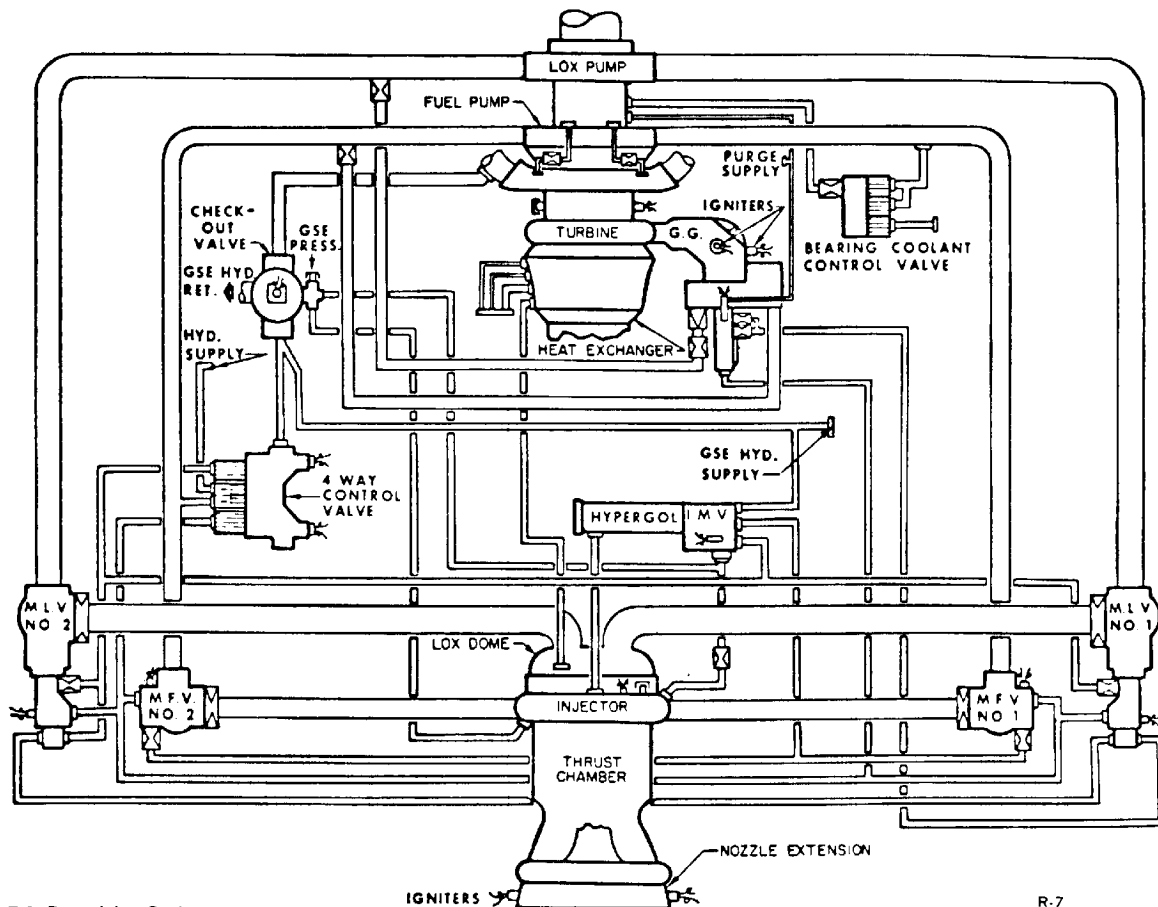 LOX PUMP
FUEL PUMP
PURGE
SUPPLY
IGNITERS
CHECK-
OUT
VALVE
GSE
PRESS.
TURBINE
G.G.
BEARING COOLANT
CONTROL VALVE
GSE HYD
RET.
HYD.
SUPPLY
HEAT EXCHANGER
GSE HYD.
SUPPLY
4 WAY
CONTROL
VALVE
HYPERGOL
I M V
M.L.V
NO. 2
M.L.V
NO. 1
LOX DOME
M.F.V.
NO. 2
INJECTOR
M F V
NO 1
THRUST
CHAMBER
NOZZLE EXTENSION
IGNITERS
R-7